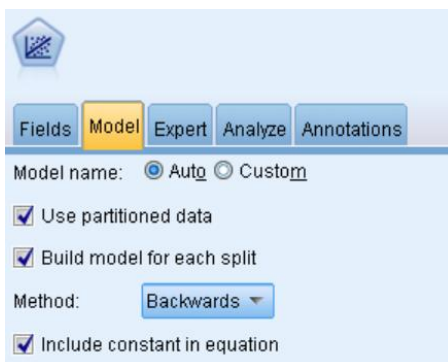 Fields Model Expert Analyze Annotations
Model name: Auto Custom
Use partitioned data
Build model for each split
Method: Backwards
Include constant in equation